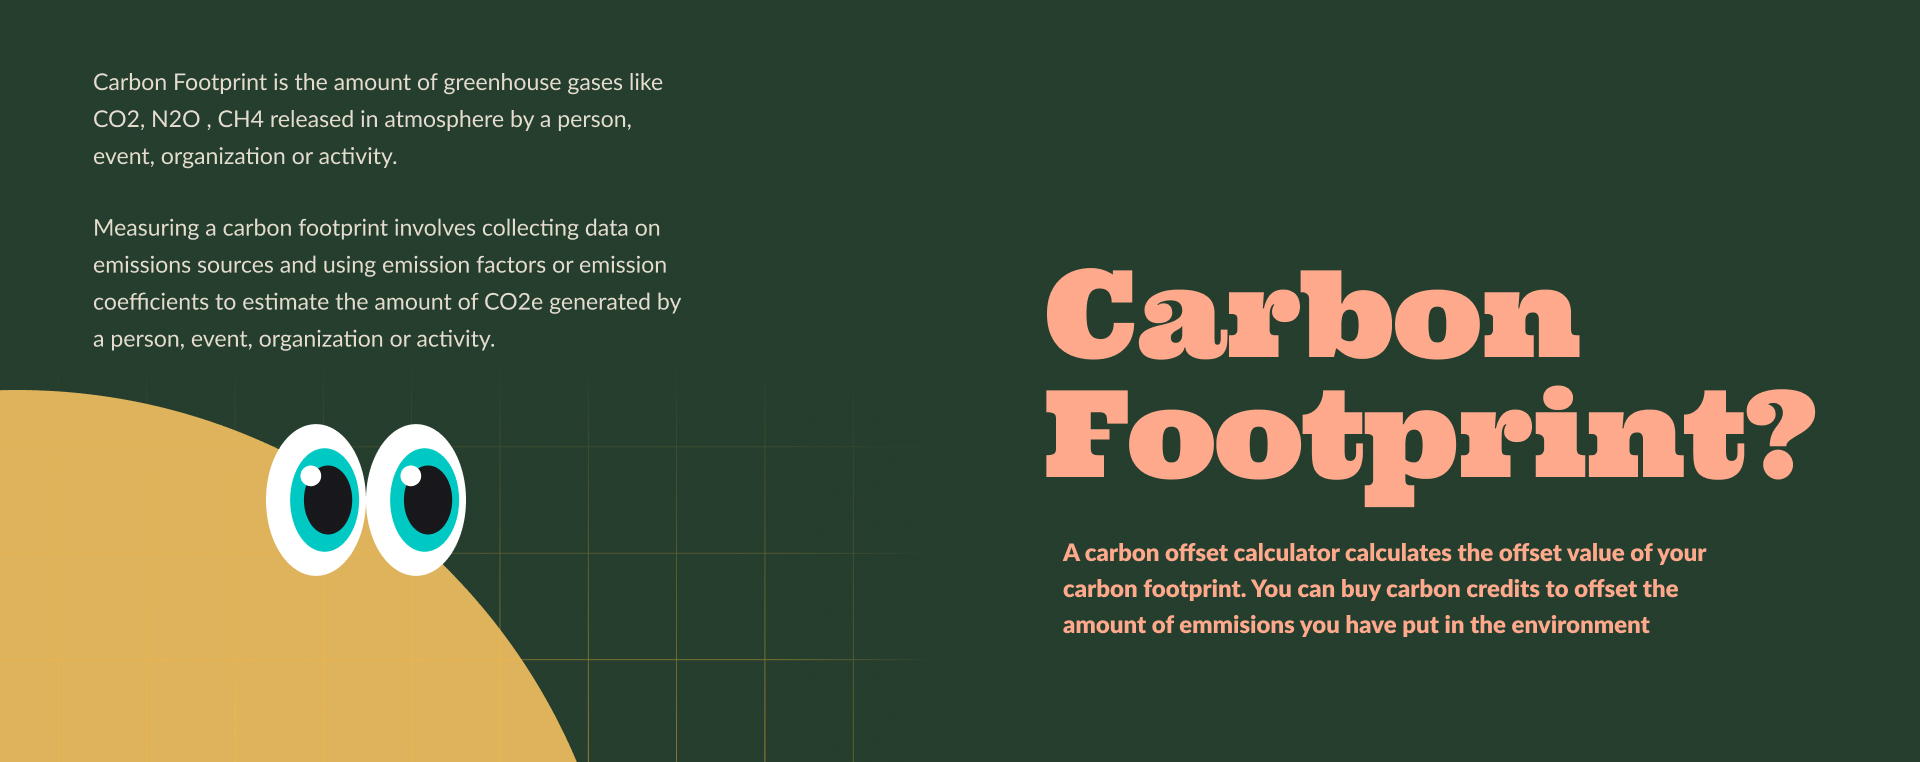 Carbon Footprint is the amount of greenhouse gases like
CO2, N2O , CH4 released in atmosphere by a person,
event, organization or activity.
Measuring a carbon footprint involves collecting data on
emissions sources and using emission factors or emission
coefficients to estimate the amount of CO2e generated by
a person, event, organization or activity.
Carbon
Footprint?
A carbon offset calculator calculates the offset value of your
carbon footprint. You can buy carbon credits to offset the
amount of emmisions you have put in the environment